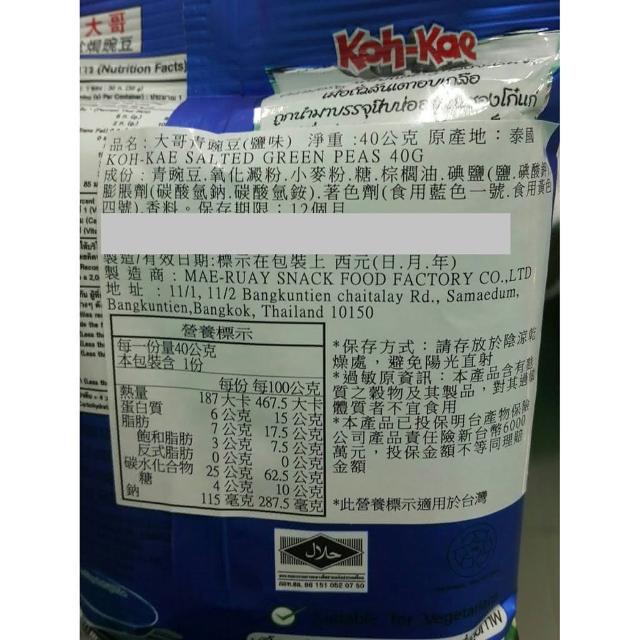 大哥
焗豌豆
Koh-Kae
(Nutrition Facts)
品名: 大哥青豌豆(鹽味) 淨重:40公克 原產地: 泰國
KOH-KAE SALTED GREEN PEAS 40G
成份: 青豌豆.氧化澱粉.小麥粉.糖.棕櫚油.碘鹽(鹽.碘酸鉀)
膨脹劑(碳酸氫鈉.碳酸氫銨).著色劑(食用藍色一號.食用黃色
四號).香料。保存期限:12個月
製造/有效日期:標示在包裝上 西元(日.月.年)
製造商: MAE-RUAY SNACK FOOD FACTORY CO.,LTD
地址: 11/1, 11/2 Bangkuntien chaitalay Rd., Samaedum,
Bangkuntien,Bangkok, Thailand 10150
營養標示
每一份量40公克
本包裝含 1份
每份 每100公克
熱量 187 大卡 467.5 大卡
蛋白質 6 公克 15 公克
脂肪 7 公克 17.5 公克
飽和脂肪 3 公克 7.5 公克
反式脂肪 0 公克 0 公克
碳水化合物 25 公克 62.5 公克
糖 4 公克 10 公克
鈉 115 毫克 287.5 毫克
*保存方式:請存放於陰涼乾
燥處,避免陽光直射
*過敏原資訊:本產品含有麩
質之穀物及其製品,對其過敏
體質者不宜食用
*本產品已投保明台產物保險
公司產品責任險新台幣6000
萬元,投保金額不等同理賠
金額
*此營養標示適用於台灣
حلال
Suitable for Vegetarian